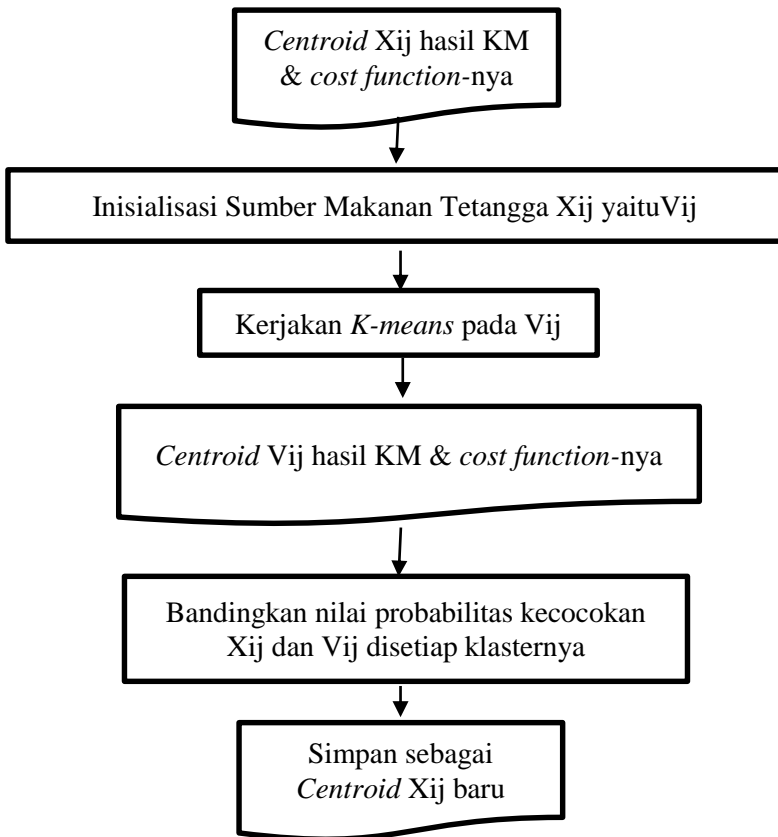 Centroid Xij hasil KM
& cost function-nya
Inisialisasi Sumber Makanan Tetangga Xij yaituVij
Kerjakan K-means pada Vij
Centroid Vij hasil KM & cost function-nya
Bandingkan nilai probabilitas kecocokan
Xij dan Vij disetiap klasternya
Simpan sebagai
Centroid Xij baru